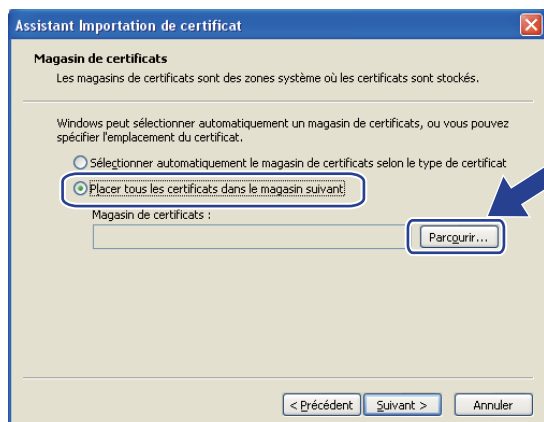 Assistant Importation de certificat
Magasin de certificats
Les magasins de certificats sont des zones système où les certificats sont stockés.
Windows peut sélectionner automatiquement un magasin de certificats, ou vous pouvez
spécifier l'emplacement du certificat.
Sélectionner automatiquement le magasin de certificats selon le type de certificat
Placer tous les certificats dans le magasin suivant
Magasin de certificats :
Parcourir...
< Précédent
Suivant >
Annuler